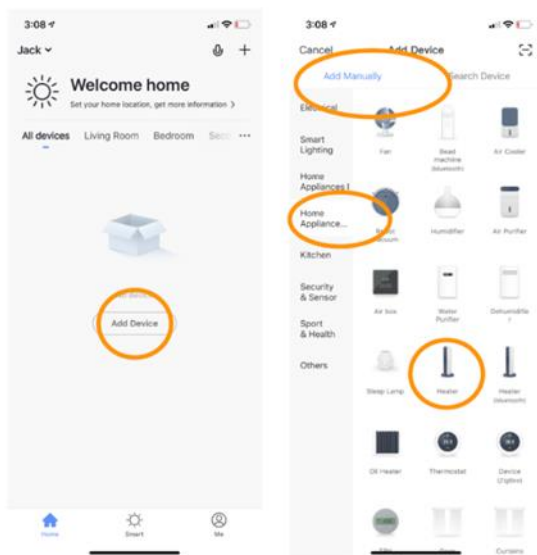 3:08
Jack
Welcome home
Set your home location, get more information >
All devices Living Room Bedroom
Add Device
Home Smart Me
3:08
Cancel Add Device
Add Manually Search Device
Electrical
Smart
Lighting
Home
Appliances
Home
Appliance...
Kitchen
Security
& Sensor
Sport
& Health
Others
Fan
Bead
machine
(bluetooth)
Air Cooler
Humidifier
Air Purifier
Air box
Water
Purifier
Dehumidifie
r
Sleep Lamp
Heater
Heater
(bluetooth)
Oil Heater
Thermostat
Device
(ZigBee)
Curtains